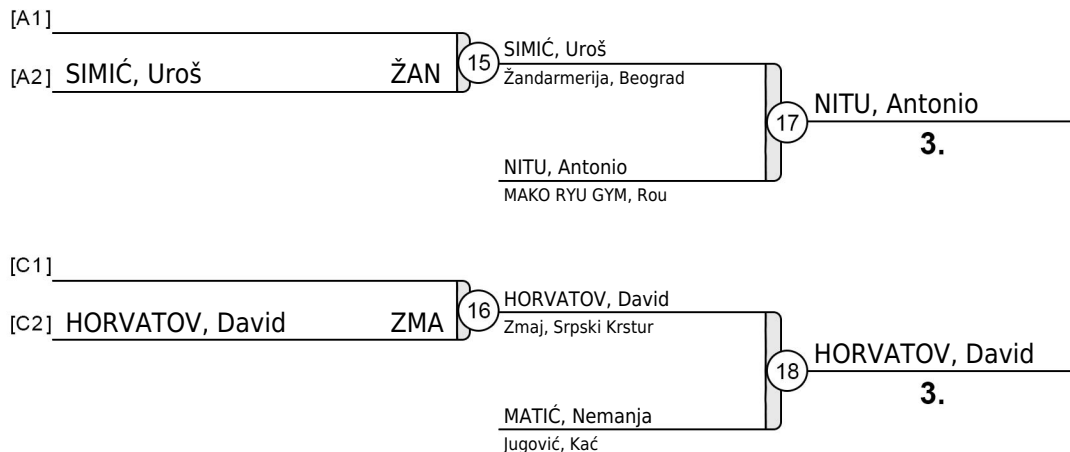 [A1]
[A2] SIMIĆ, Uroš ŽAN
15
SIMIĆ, Uroš
Žandarmerija, Beograd
17
NITU, Antonio
3.
NITU, Antonio
MAKO RYU GYM, Rou
[C1]
[C2] HORVATOV, David ZMA
16
HORVATOV, David
Zmaj, Srpski Krstur
18
HORVATOV, David
3.
MATIĆ, Nemanja
Jugović, Kać